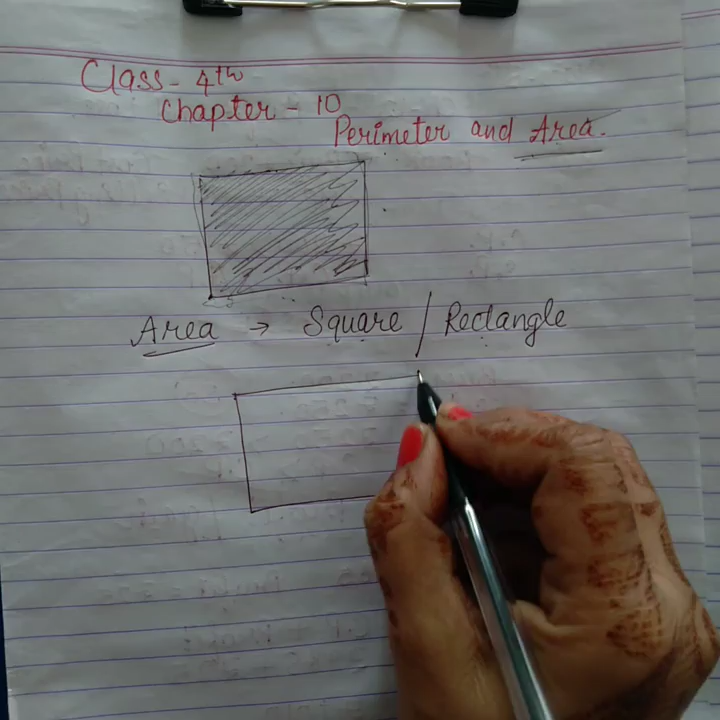 Class - 4th
Chapter - 10
Perimeter and Area.
Area → Square / Rectangle